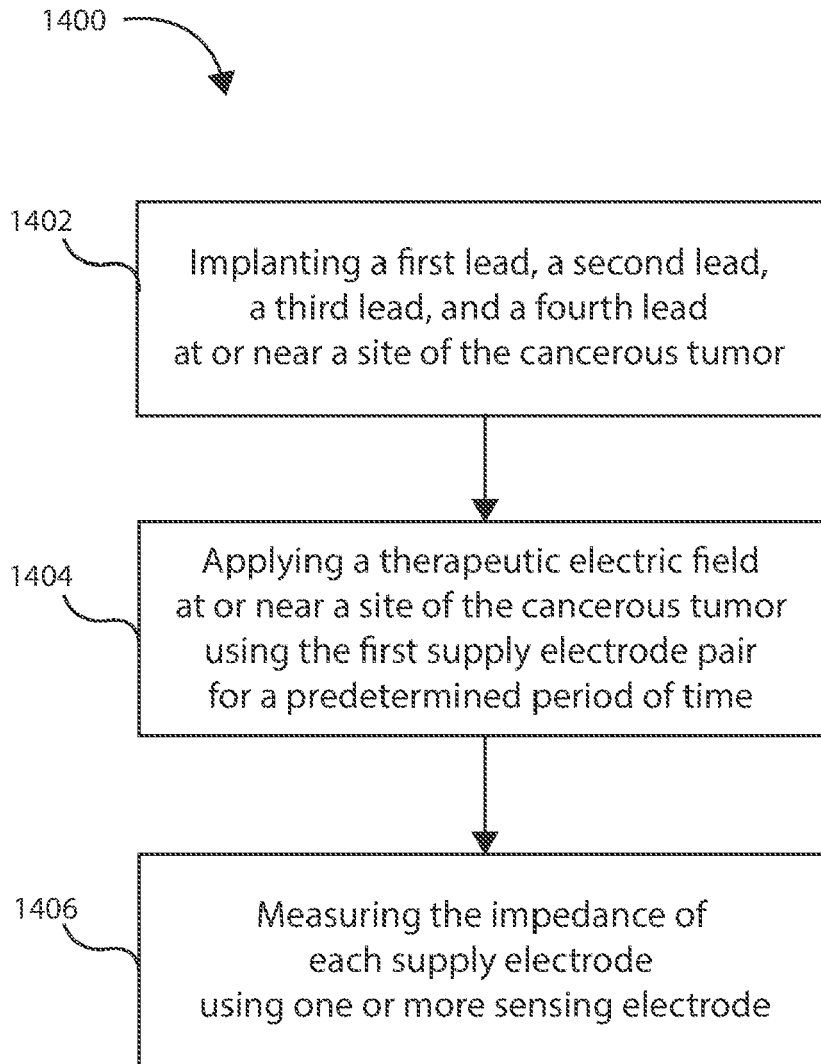 1400
1402
Implanting a first lead, a second lead,
a third lead, and a fourth lead
at or near a site of the cancerous tumor
1404
Applying a therapeutic electric field
at or near a site of the cancerous tumor
using the first supply electrode pair
for a predetermined period of time
1406
Measuring the impedance of
each supply electrode
using one or more sensing electrode